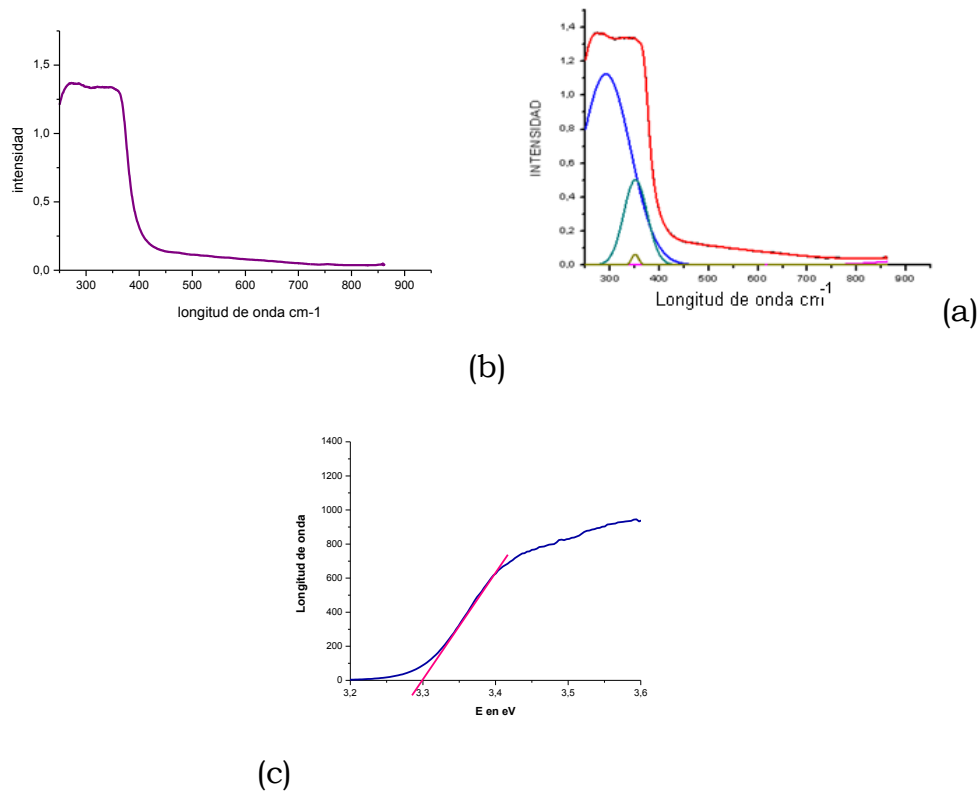 1,5
1,0
0,5
0,0
intensidad
300 400 500 600 700 800 900
longitud de onda cm-1
1,4
1,2
1,0
0,8
0,6
0,4
0,2
0,0
INTENSIDAD
300 400 500 600 700 800 900
Longitud de onda cm-1
(a)
(b)
1400
1200
1000
800
600
400
200
0
Longitud de onda
3,2 3,3 3,4 3,5 3,6
E en eV
(c)